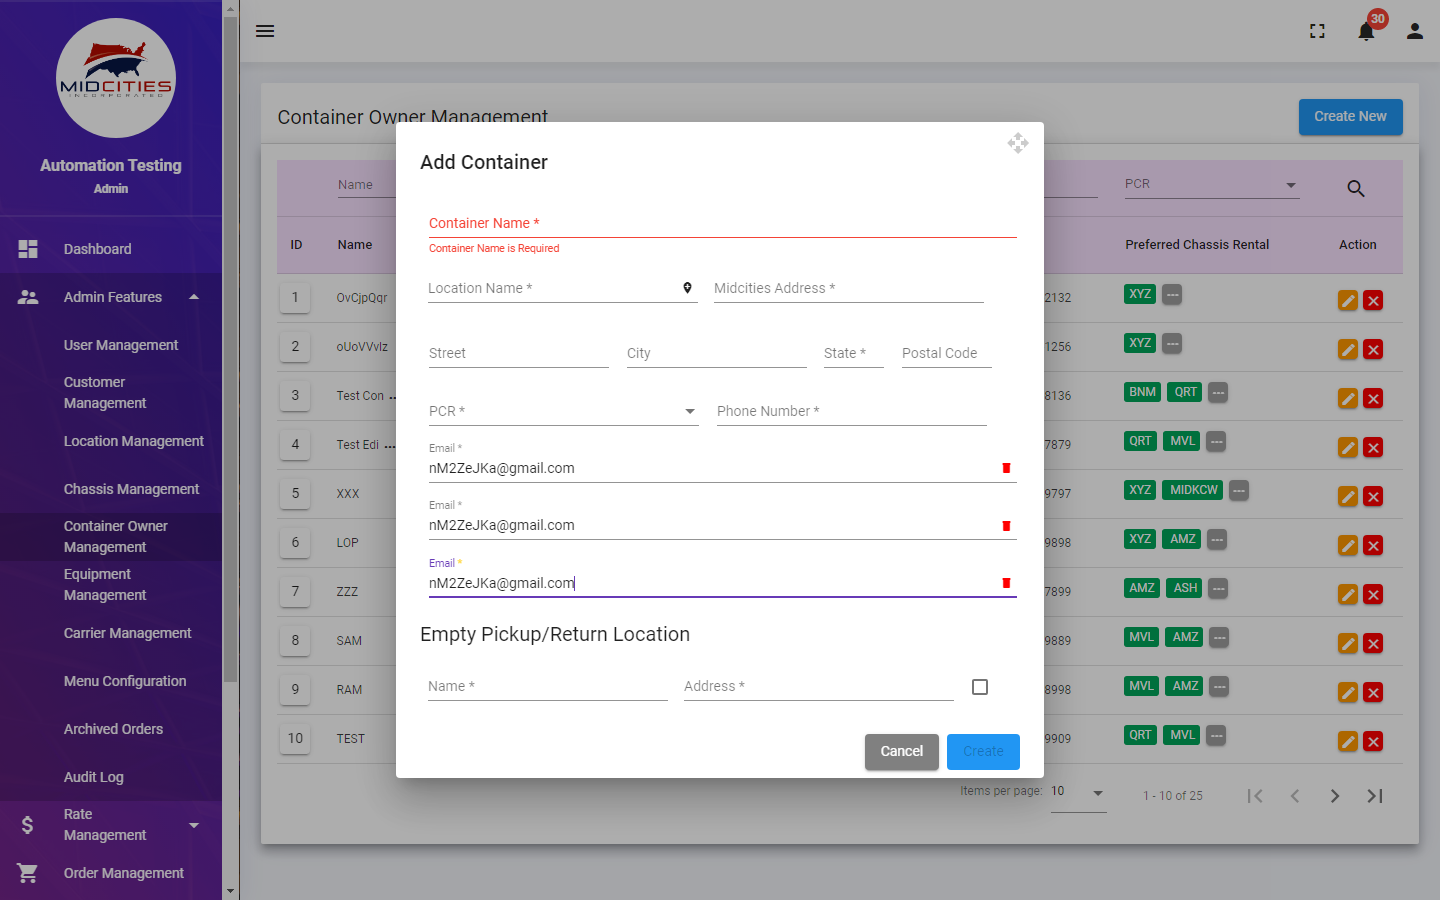 MIDCITIES
INCORPORATED
Automation Testing
Admin
Dashboard
Admin Features
User Management
Customer
Management
Location Management
Chassis Management
Container Owner
Management
Equipment
Management
Carrier Management
Menu Configuration
Archived Orders
Audit Log
Rate
Management
Order Management
30
Container Owner Management
Create New
Name
PCR
ID
Name
Preferred Chassis Rental
Action
1
OvCjpQqr
2132
XYZ
---
2
oUoVVvIz
1256
XYZ
---
3
Test Con ...
8136
BNM
QRT
---
4
Test Edi ...
7879
QRT
MVL
---
5
XXX
9797
XYZ
MIDKCW
---
6
LOP
9898
XYZ
AMZ
---
7
ZZZ
7899
AMZ
ASH
---
8
SAM
9889
MVL
AMZ
---
9
RAM
8998
MVL
AMZ
---
10
TEST
9909
QRT
MVL
---
Items per page:
10
1 - 10 of 25
Add Container
Container Name *
Container Name is Required
Location Name *
Midcities Address *
Street
City
State *
Postal Code
PCR *
Phone Number *
Email *
nM2ZeJKa@gmail.com
Email *
nM2ZeJKa@gmail.com
Email *
nM2ZeJKa@gmail.com
Empty Pickup/Return Location
Name *
Address *
Cancel
Create